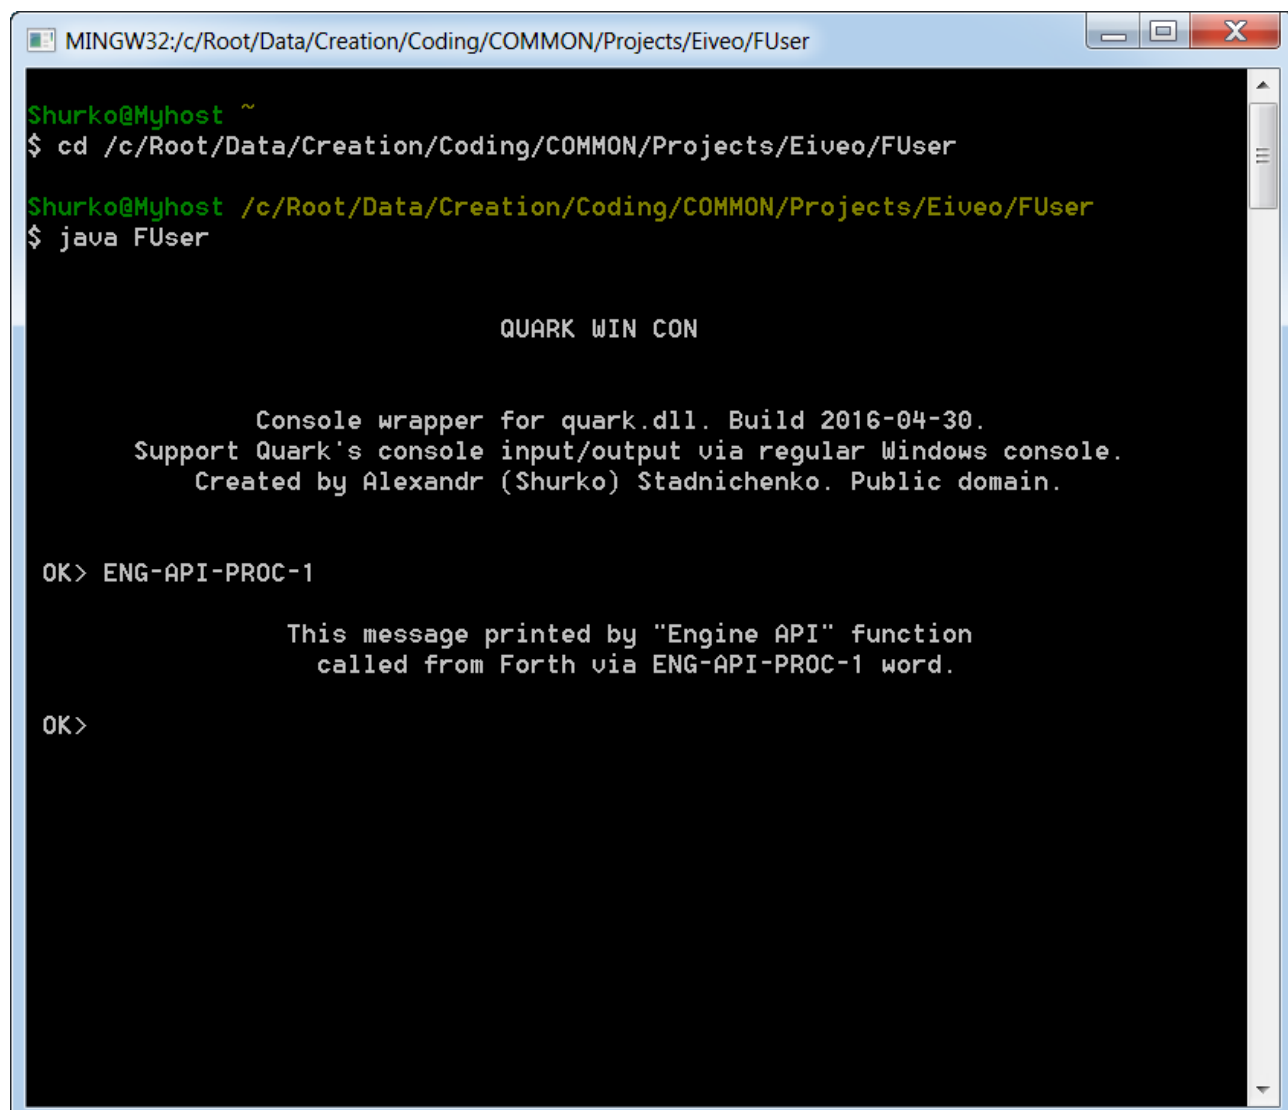 MINGW32:/c/Root/Data/Creation/Coding/COMMON/Projects/Eiveo/FUser
Shurko@Myhost ~
$ cd /c/Root/Data/Creation/Coding/COMMON/Projects/Eiveo/FUser
Shurko@Myhost /c/Root/Data/Creation/Coding/COMMON/Projects/Eiveo/FUser
$ java FUser
QUARK WIN CON
Console wrapper for quark.dll. Build 2016-04-30.
Support Quark's console input/output via regular Windows console.
Created by Alexandr (Shurko) Stadnichenko. Public domain.
OK> ENG-API-PROC-1
This message printed by "Engine API" function
called from Forth via ENG-API-PROC-1 word.
OK>